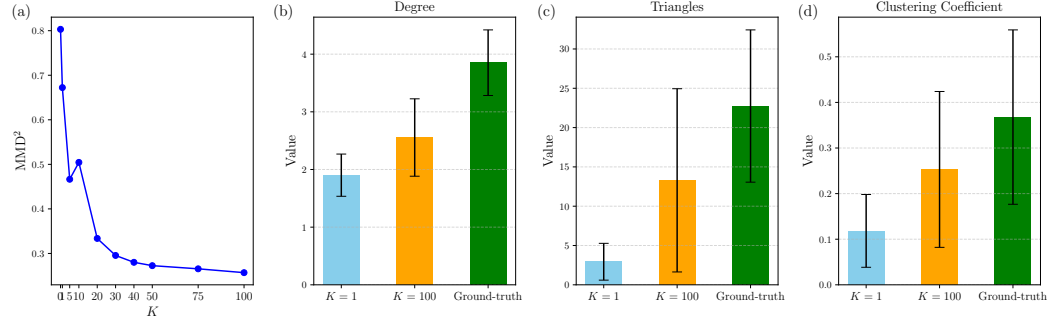 (a)
MMD²
0.8
0.7
0.6
0.5
0.4
0.3
0 1 5 10 20 30 40 50 75 100
K
(b)
Degree
Value
4
3
2
1
0
K = 1 K = 100 Ground-truth
(c)
Triangles
Value
30
25
20
15
10
5
0
K = 1 K = 100 Ground-truth
(d)
Clustering Coefficient
Value
0.5
0.4
0.3
0.2
0.1
0.0
K = 1 K = 100 Ground-truth